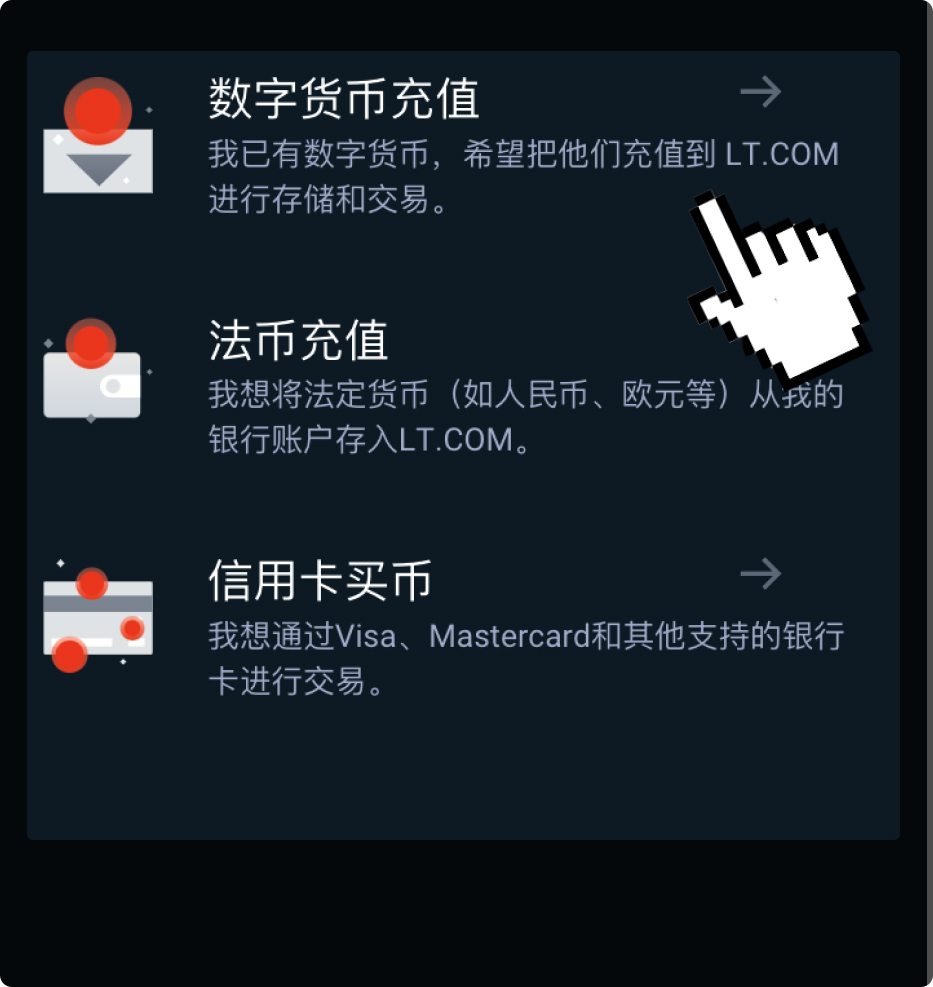 数字货币充值
我已有数字货币，希望把他们充值到 LT.COM
进行存储和交易。
法币充值
我想将法定货币（如人民币、欧元等）从我的
银行账户存入LT.COM。
信用卡买币
我想通过Visa、Mastercard和其他支持的银行
卡进行交易。